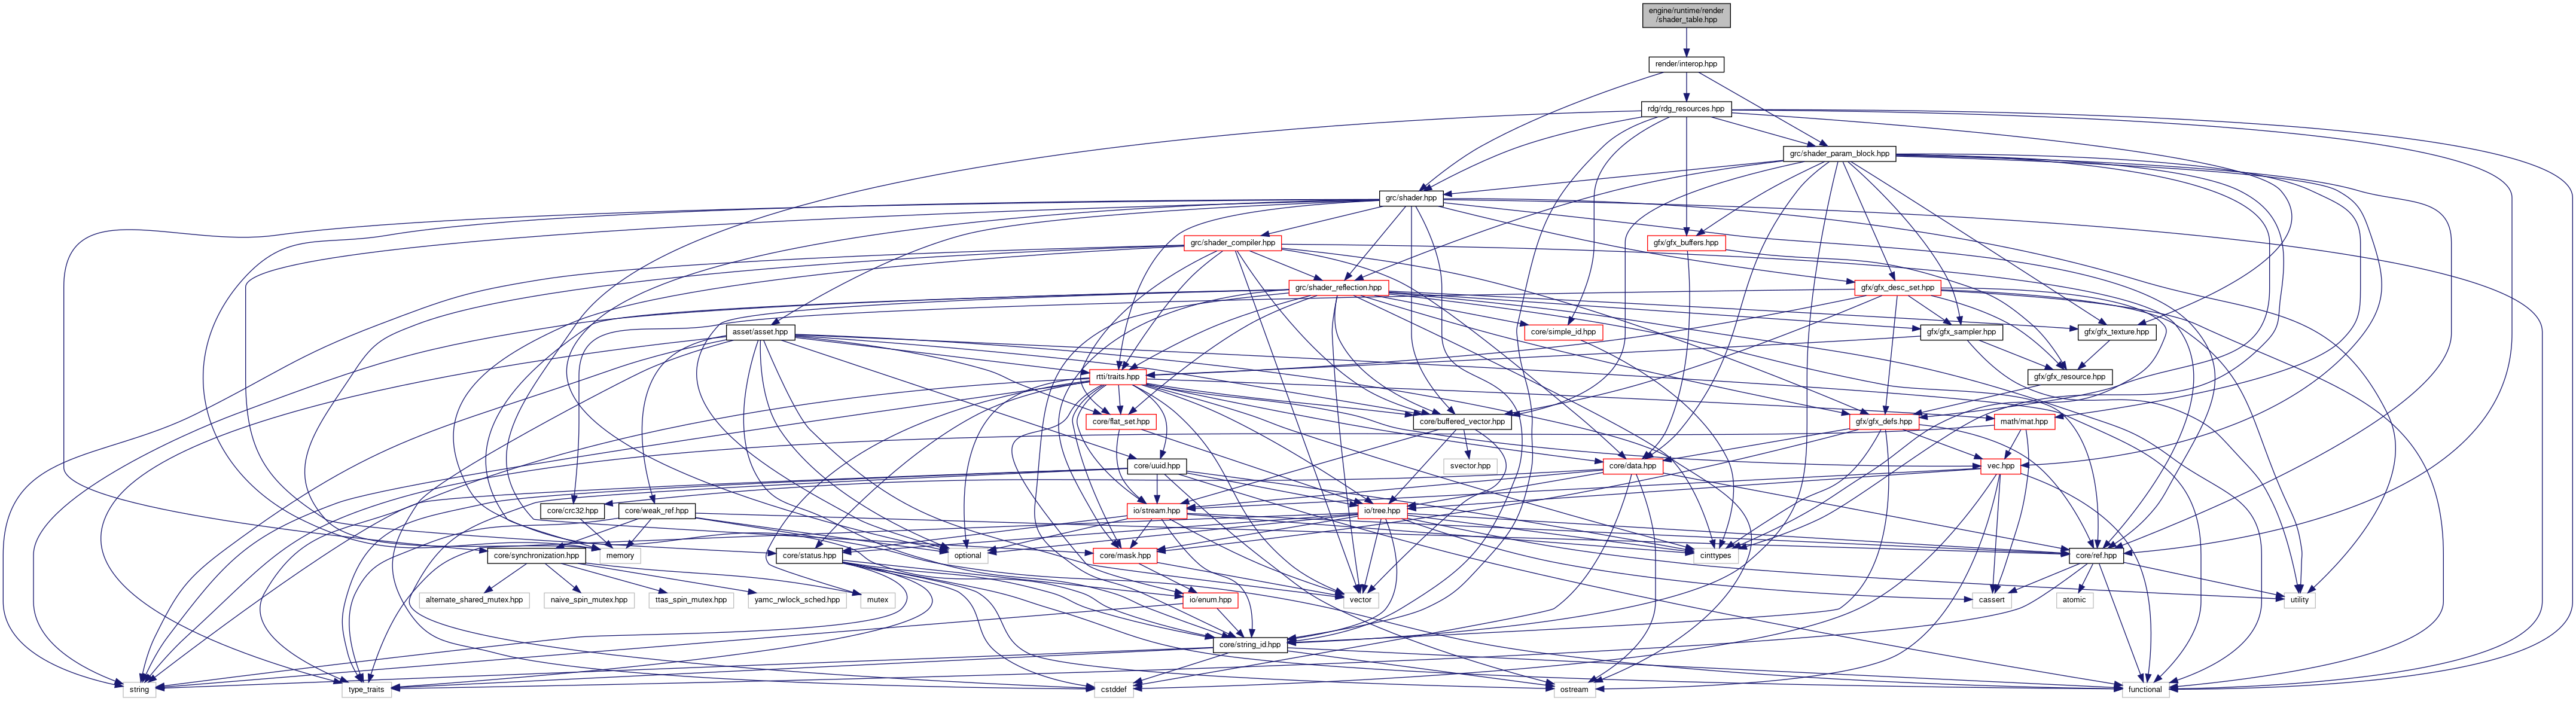 engine/runtime/render
/shader_table.hpp
render/interop.hpp
rdg/rdg_resources.hpp
grc/shader_param_block.hpp
grc/shader.hpp
grc/shader_compiler.hpp
gfx/gfx_buffers.hpp
grc/shader_reflection.hpp
gfx/gfx_desc_set.hpp
asset/asset.hpp
core/simple_id.hpp
gfx/gfx_sampler.hpp
gfx/gfx_texture.hpp
rtti/traits.hpp
gfx/gfx_resource.hpp
core/flat_set.hpp
core/buffered_vector.hpp
gfx/gfx_defs.hpp
math/mat.hpp
core/uuid.hpp
svector.hpp
core/data.hpp
vec.hpp
core/crc32.hpp
core/weak_ref.hpp
io/stream.hpp
io/tree.hpp
core/synchronization.hpp
memory
core/status.hpp
optional
core/mask.hpp
cinttypes
core/ref.hpp
alternate_shared_mutex.hpp
naive_spin_mutex.hpp
ttas_spin_mutex.hpp
yamc_rwlock_sched.hpp
mutex
io/enum.hpp
vector
cassert
atomic
utility
core/string_id.hpp
string
type_traits
cstddef
ostream
functional